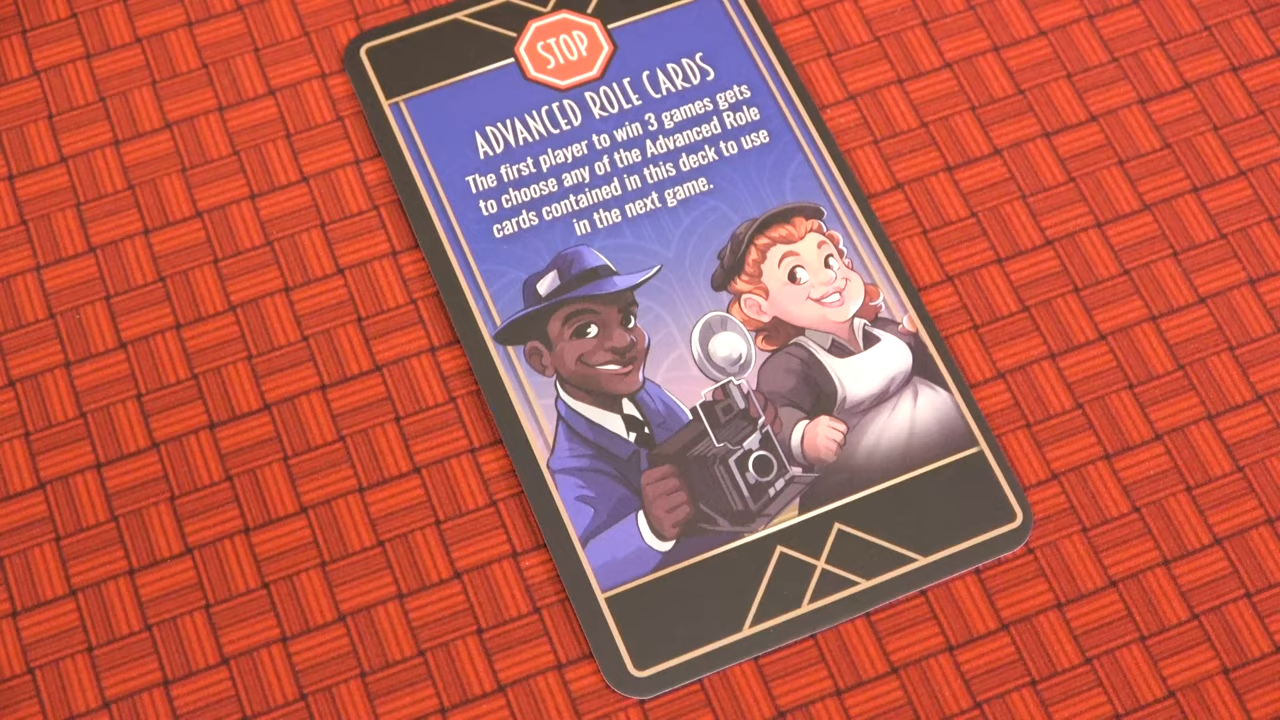 STOP
ADVANCED ROLE CARDS
The first player to win 3 games gets
to choose any of the Advanced Role
cards contained in this deck to use
in the next game.